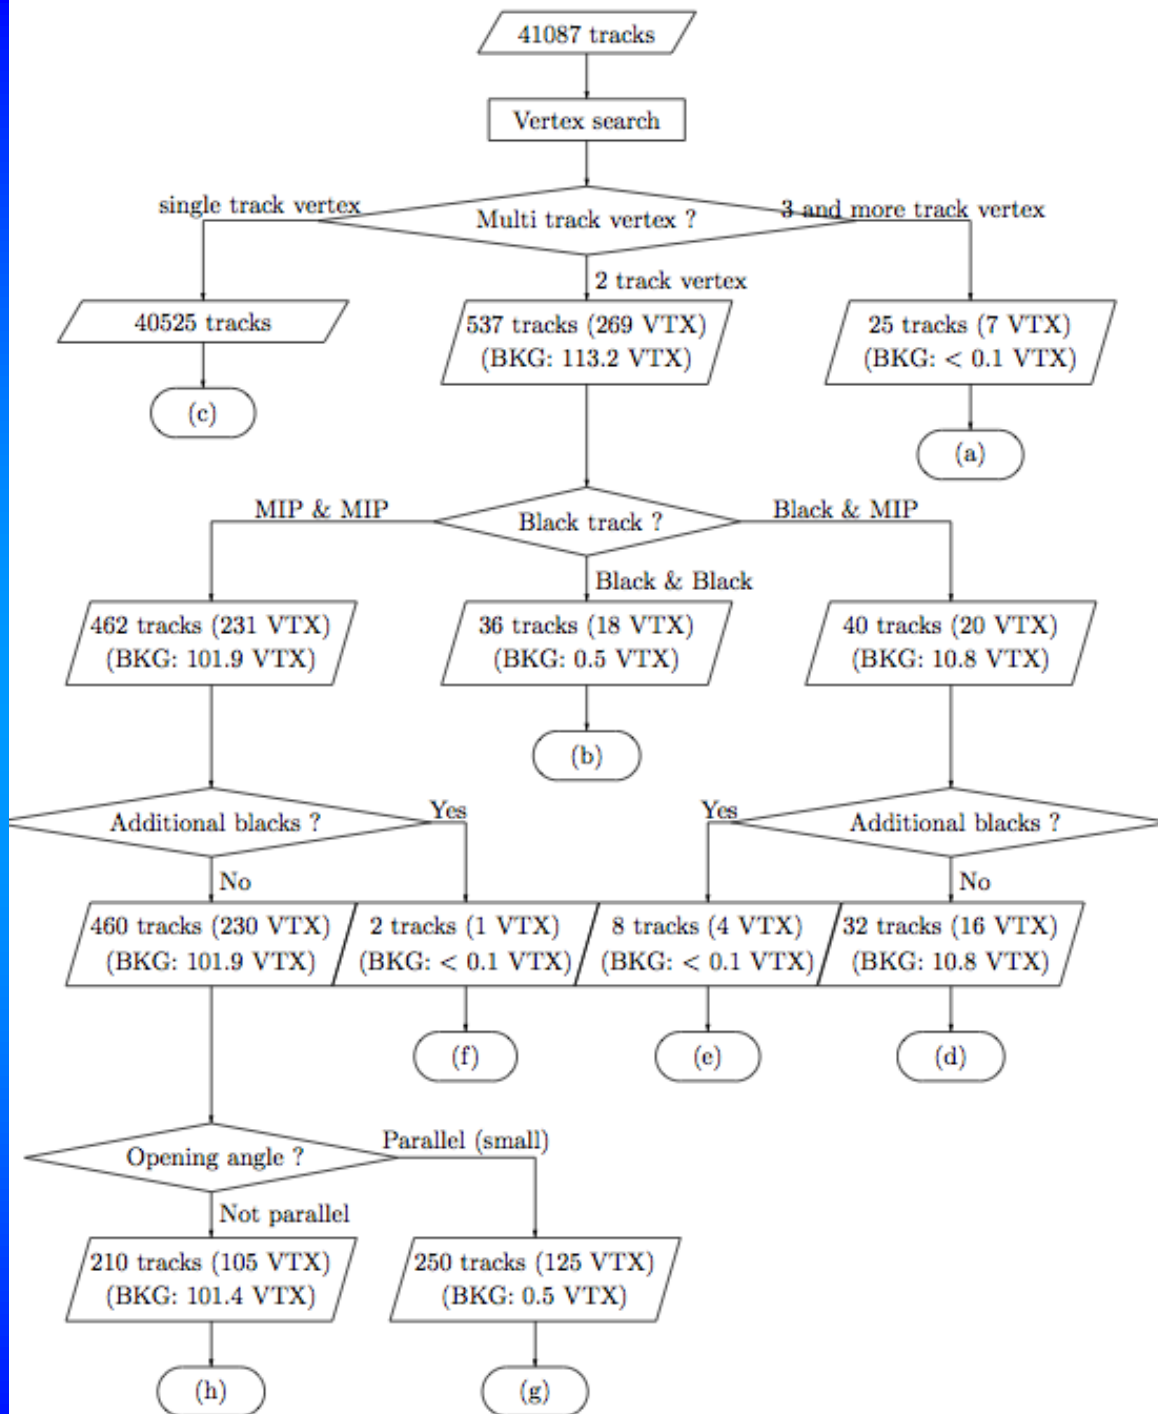 41087 tracks
Vertex search
single track vertex
Multi track vertex ?
3 and more track vertex
2 track vertex
40525 tracks
537 tracks (269 VTX)
(BKG: 113.2 VTX)
25 tracks (7 VTX)
(BKG: < 0.1 VTX)
(c)
(a)
MIP & MIP
Black track ?
Black & MIP
Black & Black
462 tracks (231 VTX)
(BKG: 101.9 VTX)
36 tracks (18 VTX)
(BKG: 0.5 VTX)
40 tracks (20 VTX)
(BKG: 10.8 VTX)
(b)
Additional blacks ?
Yes
Yes
Additional blacks ?
No
No
460 tracks (230 VTX)
(BKG: 101.9 VTX)
2 tracks (1 VTX)
(BKG: < 0.1 VTX)
8 tracks (4 VTX)
(BKG: < 0.1 VTX)
32 tracks (16 VTX)
(BKG: 10.8 VTX)
(f)
(e)
(d)
Opening angle ?
Parallel (small)
Not parallel
210 tracks (105 VTX)
(BKG: 101.4 VTX)
250 tracks (125 VTX)
(BKG: 0.5 VTX)
(h)
(g)